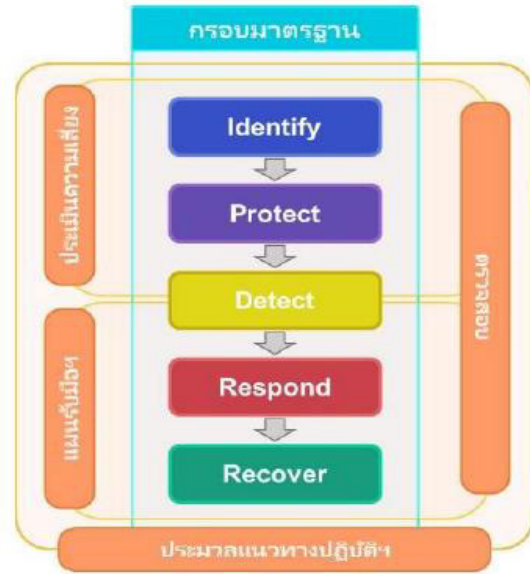 กรอบมาตรฐาน
ประเมินความเสี่ยง
Identify
Protect
Detect
Respond
Recover
แผนรับมือฯ
ตรวจสอบ
ประมวลแนวทางปฏิบัติฯ